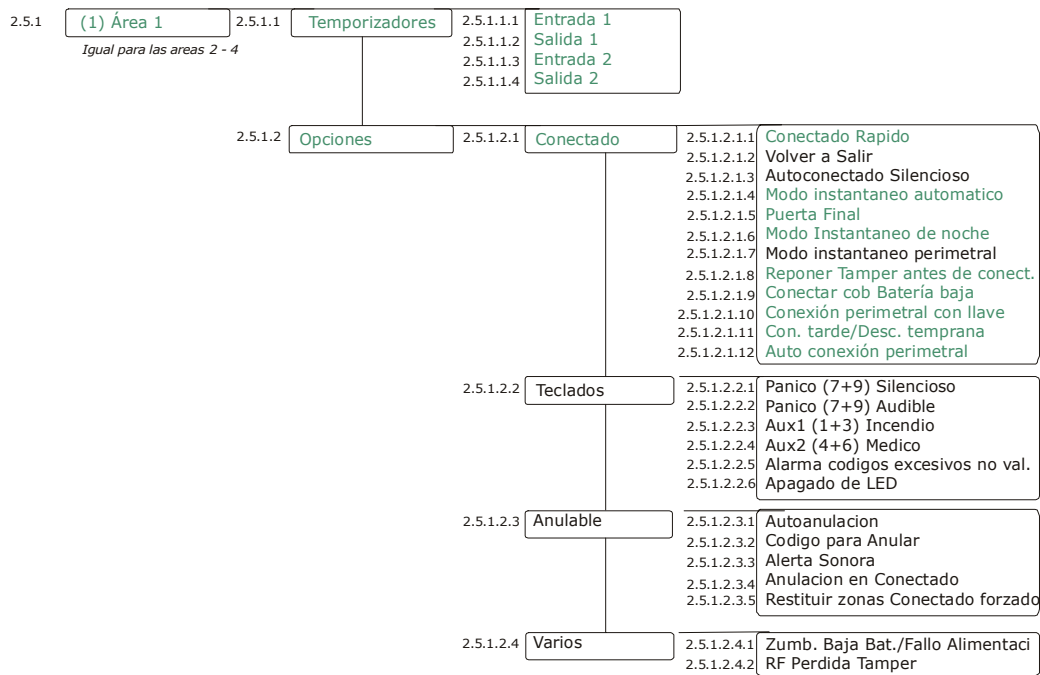 2.5.1 (1) Área 1 2.5.1.1 Temporizadores 2.5.1.1.1 Entrada 1
Igual para las areas 2 - 4
2.5.1.1.2 Salida 1
2.5.1.1.3 Entrada 2
2.5.1.1.4 Salida 2
2.5.1.2 Opciones 2.5.1.2.1 Conectado 2.5.1.2.1.1 Conectado Rapido
2.5.1.2.1.2 Volver a Salir
2.5.1.2.1.3 Autoconectado Silencioso
2.5.1.2.1.4 Modo instantaneo automatico
2.5.1.2.1.5 Puerta Final
2.5.1.2.1.6 Modo Instantaneo de noche
2.5.1.2.1.7 Modo instantaneo perimetral
2.5.1.2.1.8 Reponer Tamper antes de conect.
2.5.1.2.1.9 Conectar cob Batería baja
2.5.1.2.1.10 Conexión perimetral con llave
2.5.1.2.1.11 Con. tarde/Desc. temprana
2.5.1.2.1.12 Auto conexión perimetral
2.5.1.2.2 Teclados 2.5.1.2.2.1 Panico (7+9) Silencioso
2.5.1.2.2.2 Panico (7+9) Audible
2.5.1.2.2.3 Aux1 (1+3) Incendio
2.5.1.2.2.4 Aux2 (4+6) Medico
2.5.1.2.2.5 Alarma codigos excesivos no val.
2.5.1.2.2.6 Apagado de LED
2.5.1.2.3 Anulable 2.5.1.2.3.1 Autoanulacion
2.5.1.2.3.2 Codigo para Anular
2.5.1.2.3.3 Alerta Sonora
2.5.1.2.3.4 Anulacion en Conectado
2.5.1.2.3.5 Restituir zonas Conectado forzado
2.5.1.2.4 Varios 2.5.1.2.4.1 Zumb. Baja Bat./Fallo Alimentaci
2.5.1.2.4.2 RF Perdida Tamper